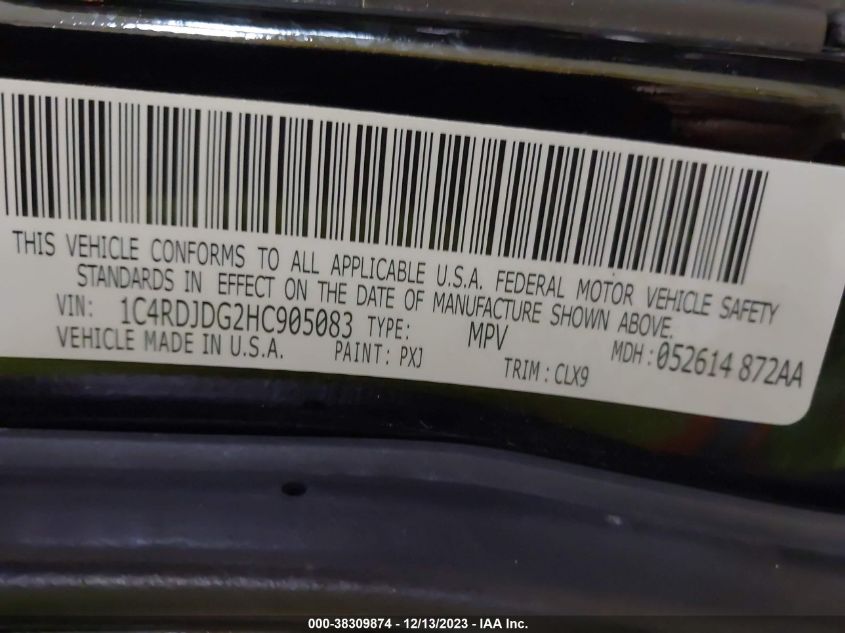 THIS VEHICLE CONFORMS TO ALL APPLICABLE U.S.A. FEDERAL MOTOR VEHICLE SAFETY
STANDARDS IN EFFECT ON THE DATE OF MANUFACTURE SHOWN ABOVE.
VIN: 1C4RDJDG2HC905083 TYPE: MPV MDH: 052614 872AA
VEHICLE MADE IN U.S.A. PAINT: PXJ TRIM: CLX9
000-38309874 - 12/13/2023 - IAA Inc.